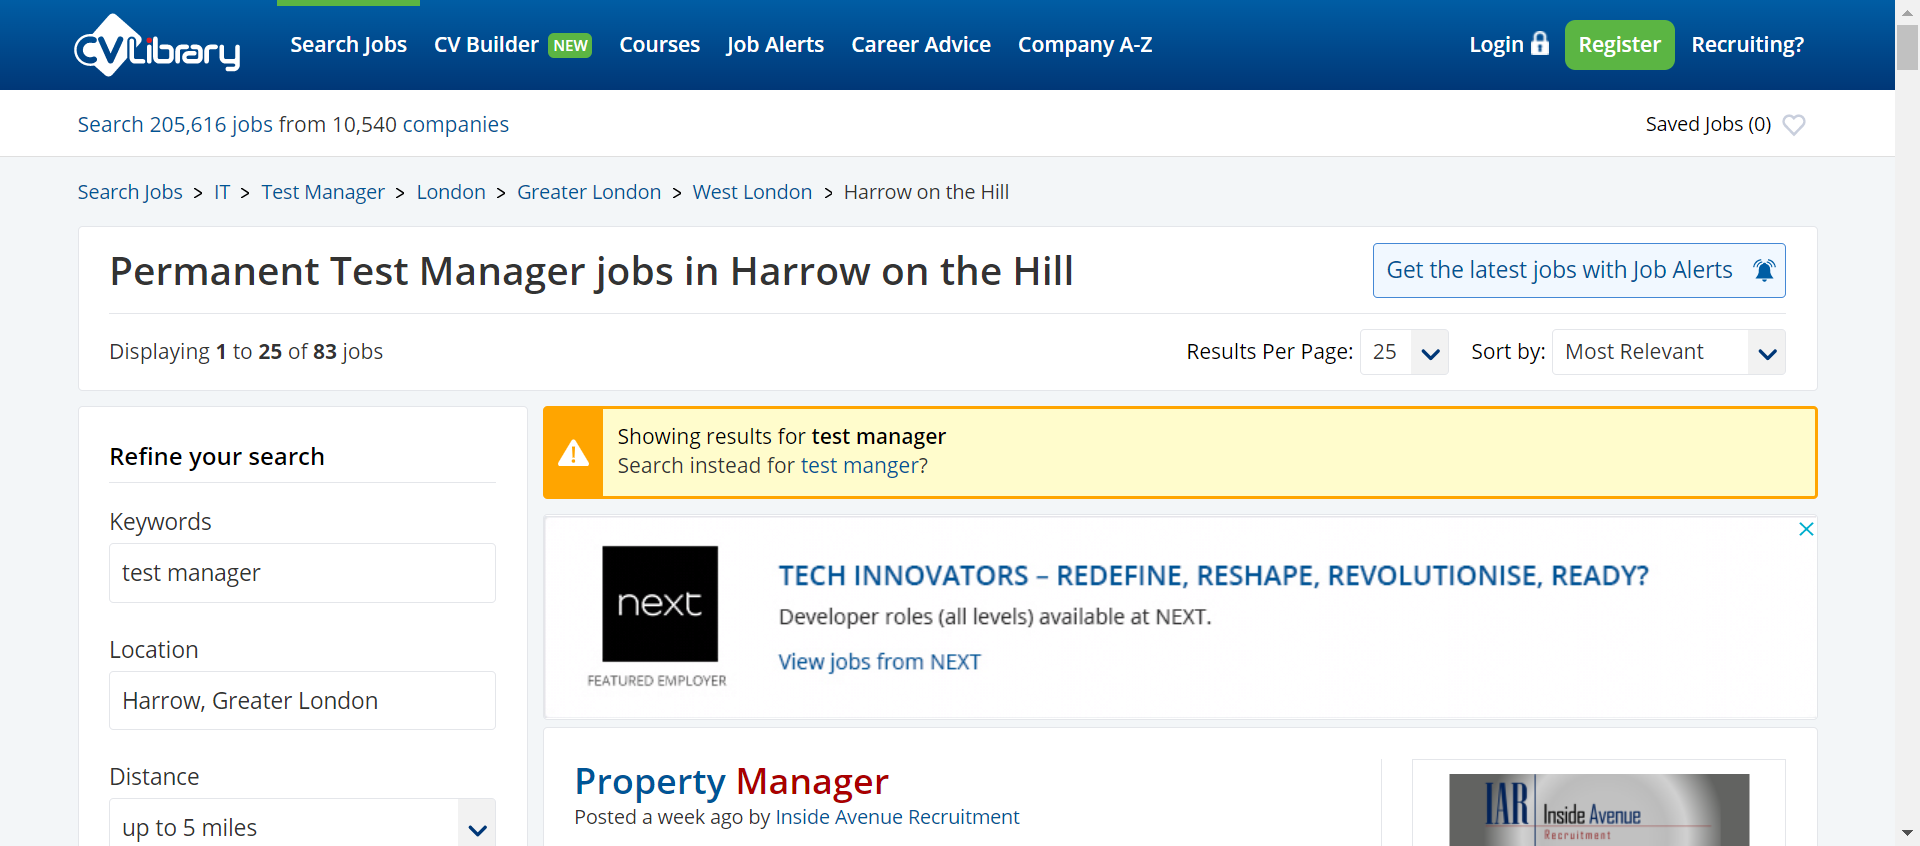 CVLibrary
Search Jobs CV Builder NEW Courses Job Alerts Career Advice Company A-Z Login Register Recruiting?
Search 205,616 jobs from 10,540 companies
Saved Jobs (0)
Search Jobs > IT > Test Manager > London > Greater London > West London > Harrow on the Hill
Permanent Test Manager jobs in Harrow on the Hill
Get the latest jobs with Job Alerts
Displaying 1 to 25 of 83 jobs
Results Per Page: 25 Sort by: Most Relevant
Refine your search
Keywords
test manager
Location
Harrow, Greater London
Distance
up to 5 miles
Showing results for test manager
Search instead for test manger?
next
FEATURED EMPLOYER
TECH INNOVATORS – REDEFINE, RESHAPE, REVOLUTIONISE, READY?
Developer roles (all levels) available at NEXT.
View jobs from NEXT
Property Manager
Posted a week ago by Inside Avenue Recruitment
IAR Inside Avenue
Recruitment